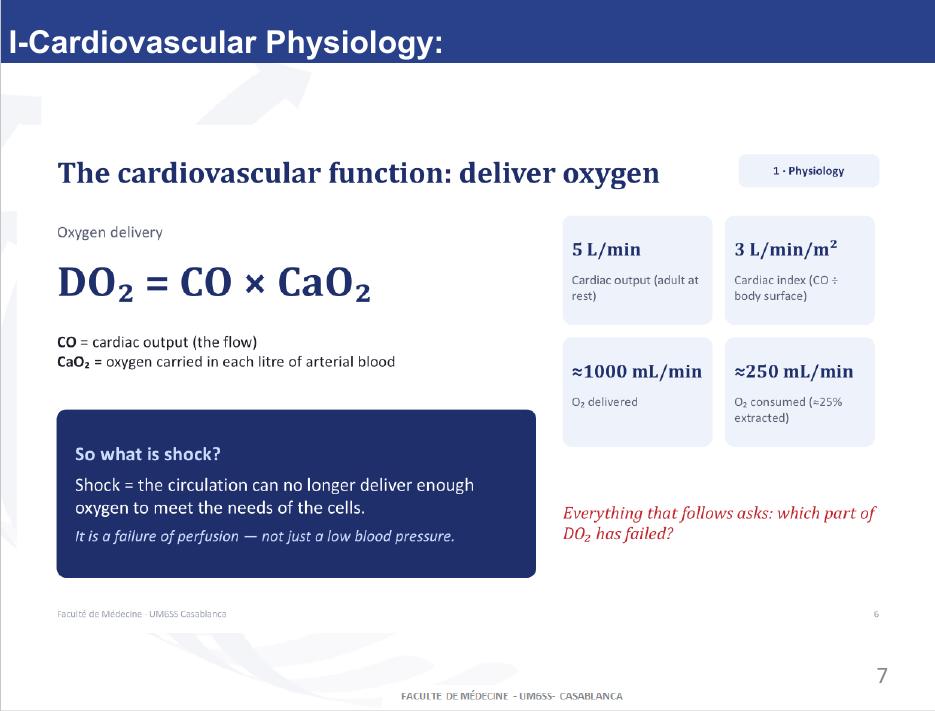 I-Cardiovascular Physiology:
The cardiovascular function: deliver oxygen
1 · Physiology
Oxygen delivery
DO₂ = CO × CaO₂
CO = cardiac output (the flow)
CaO₂ = oxygen carried in each litre of arterial blood
5 L/min
Cardiac output (adult at
rest)
3 L/min/m²
Cardiac index (CO ÷
body surface)
≈1000 mL/min
O₂ delivered
≈250 mL/min
O₂ consumed (≈25%
extracted)
So what is shock?
Shock = the circulation can no longer deliver enough
oxygen to meet the needs of the cells.
It is a failure of perfusion — not just a low blood pressure.
Everything that follows asks: which part of
DO₂ has failed?
Faculté de Médecine - UM6SS Casablanca
6
7
FACULTE DE MÉDECINE - UM6SS- CASABLANCA